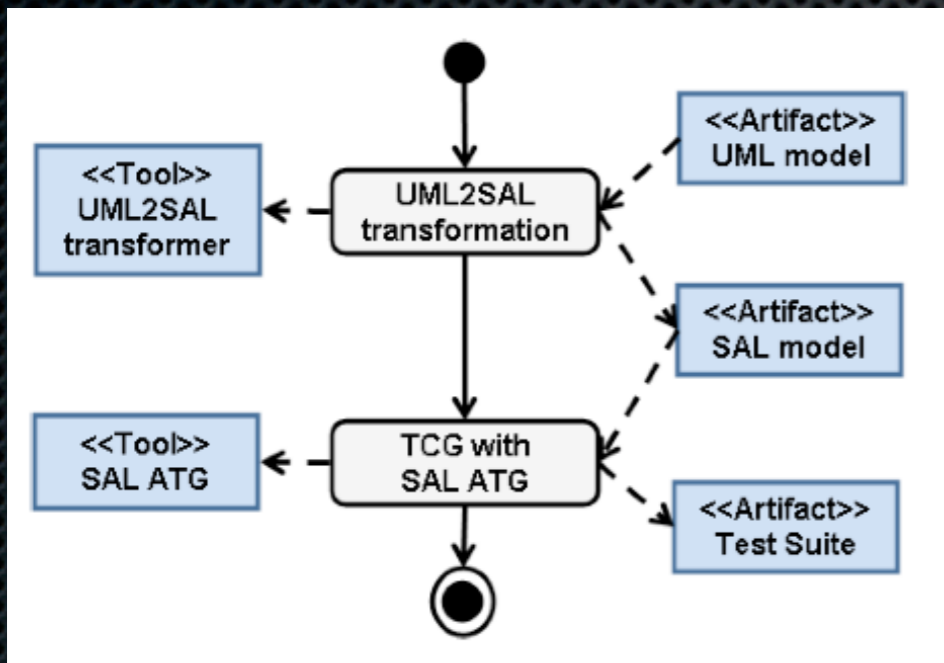 <<Artifact>>
UML model
<<Tool>>
UML2SAL
transformer
UML2SAL
transformation
<<Artifact>>
SAL model
<<Tool>>
SAL ATG
TCG with
SAL ATG
<<Artifact>>
Test Suite